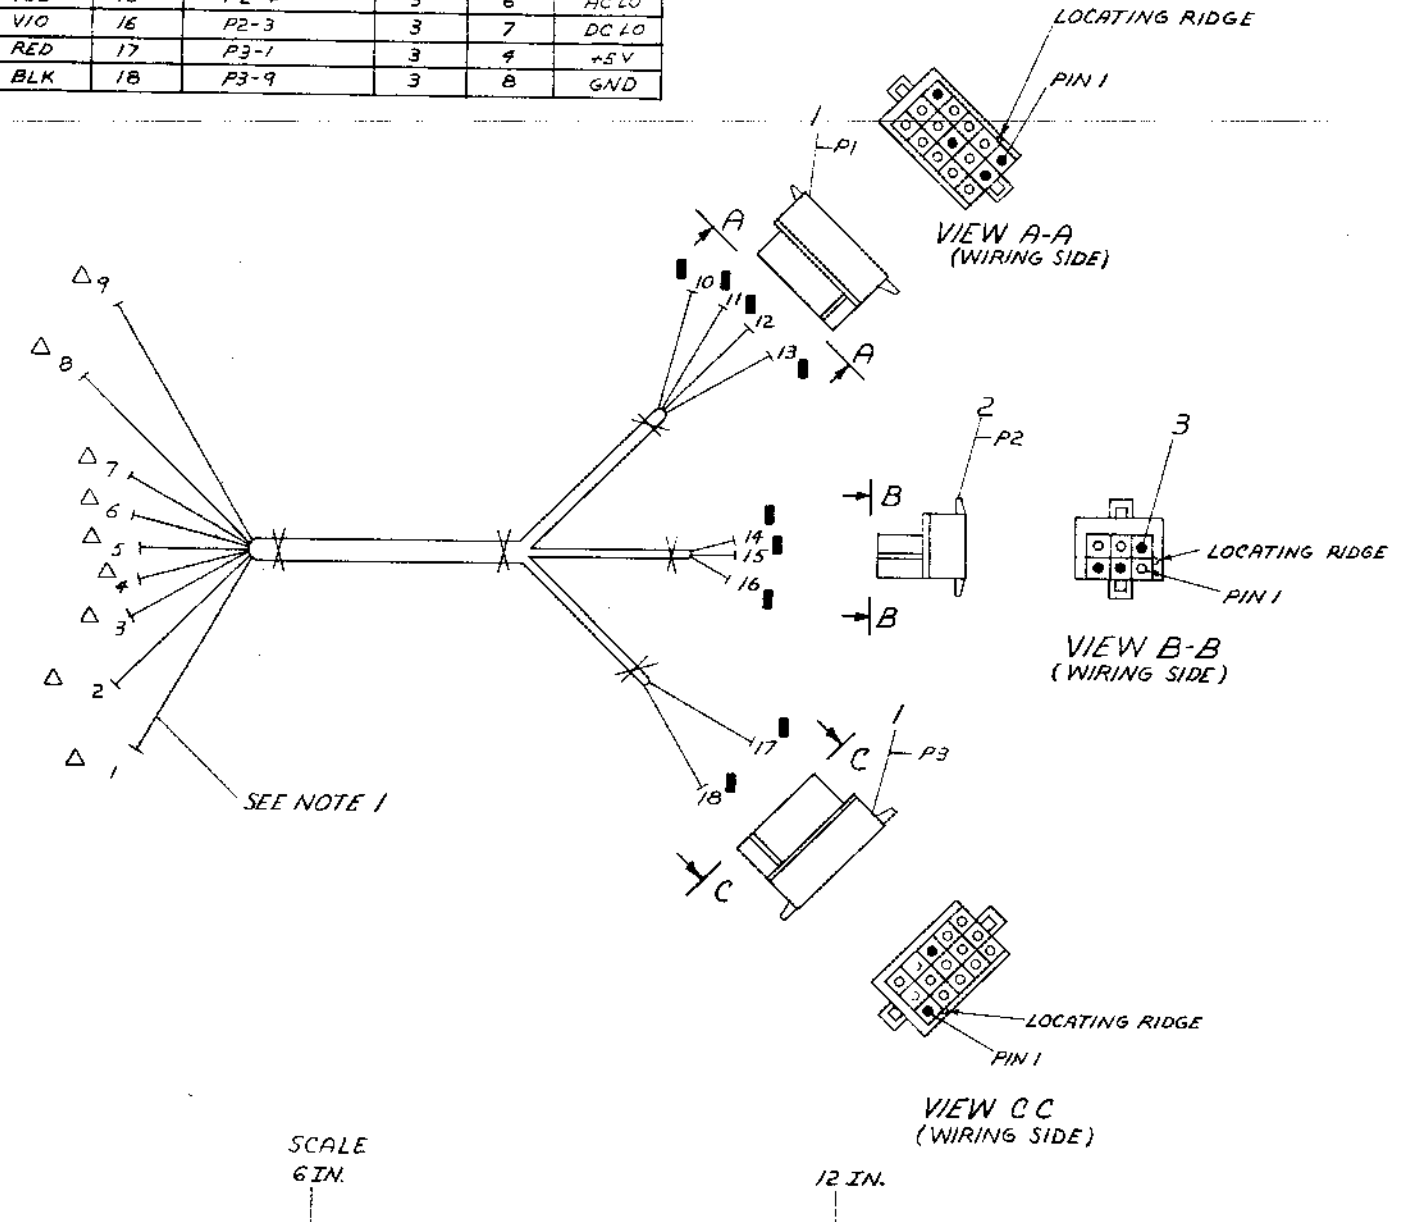 AC LO
VIO 16 P2-3 3 7 DC LO
RED 17 P3-1 3 4 +5V
BLK 18 P3-9 3 8 GND
LOCATING RIDGE
PIN 1
1
P1
VIEW A-A
(WIRING SIDE)
A
A
9
8
7
6
5
4
3
2
1
SEE NOTE 1
10
11
12
13
14
15
16
17
18
2
P2
B
B
3
LOCATING RIDGE
PIN 1
VIEW B-B
(WIRING SIDE)
1
P3
C
C
LOCATING RIDGE
PIN 1
VIEW C C
(WIRING SIDE)
SCALE
6 IN.
12 IN.